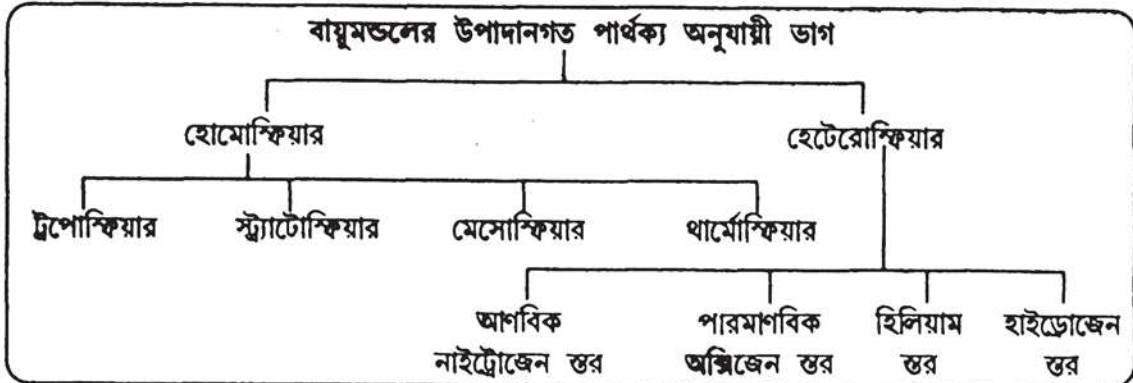 বায়ুমন্ডলের উপাদানগত পার্থক্য অনুযায়ী ভাগ
হোমোস্ফিয়ার হেটেরোস্ফিয়ার
ট্রপোস্ফিয়ার স্ট্র্যাটোস্ফিয়ার মেসোস্ফিয়ার থার্মোস্ফিয়ার
আণবিক পারমাণবিক হিলিয়াম হাইড্রোজেন
নাইট্রোজেন স্তর অক্সিজেন স্তর স্তর স্তর